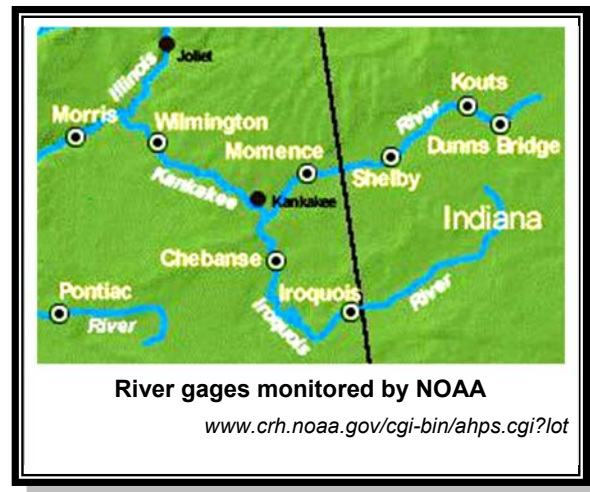 Joliet
Illinois
Kouts
Morris
Wilmington
River
Dunns Bridge
Momence
Shelby
Kankakee
Kankakee
Indiana
Chebanse
Pontiac
Iroquois
River
River
Iroquois
River gages monitored by NOAA
www.crh.noaa.gov/cgi-bin/ahps.cgi?lot